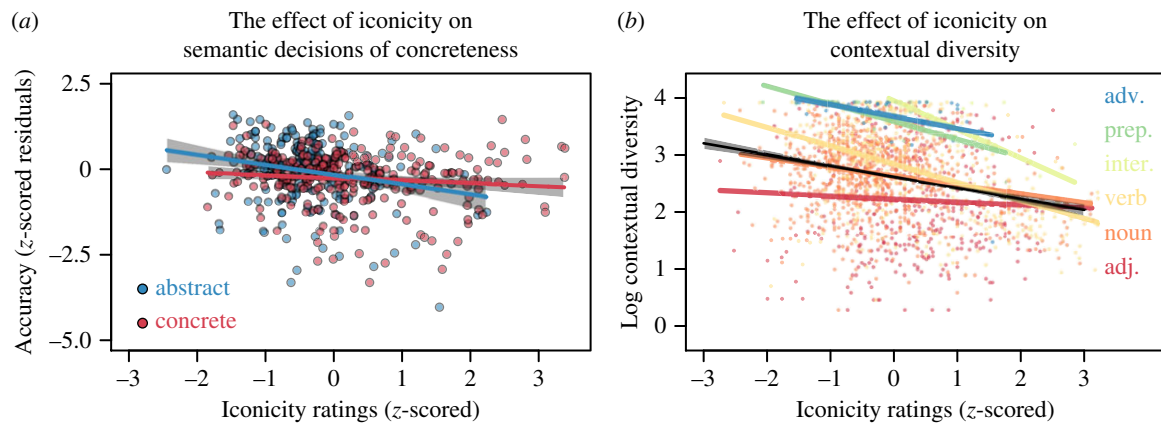 (a)
The effect of iconicity on
semantic decisions of concreteness
Accuracy (z-scored residuals)
2.5
0
−2.5
−5.0
abstract
concrete
−3 −2 −1 0 1 2 3
Iconicity ratings (z-scored)
(b)
The effect of iconicity on
contextual diversity
Log contextual diversity
4
3
2
1
0
adv.
prep.
inter.
verb
noun
adj.
−3 −2 −1 0 1 2 3
Iconicity ratings (z-scored)